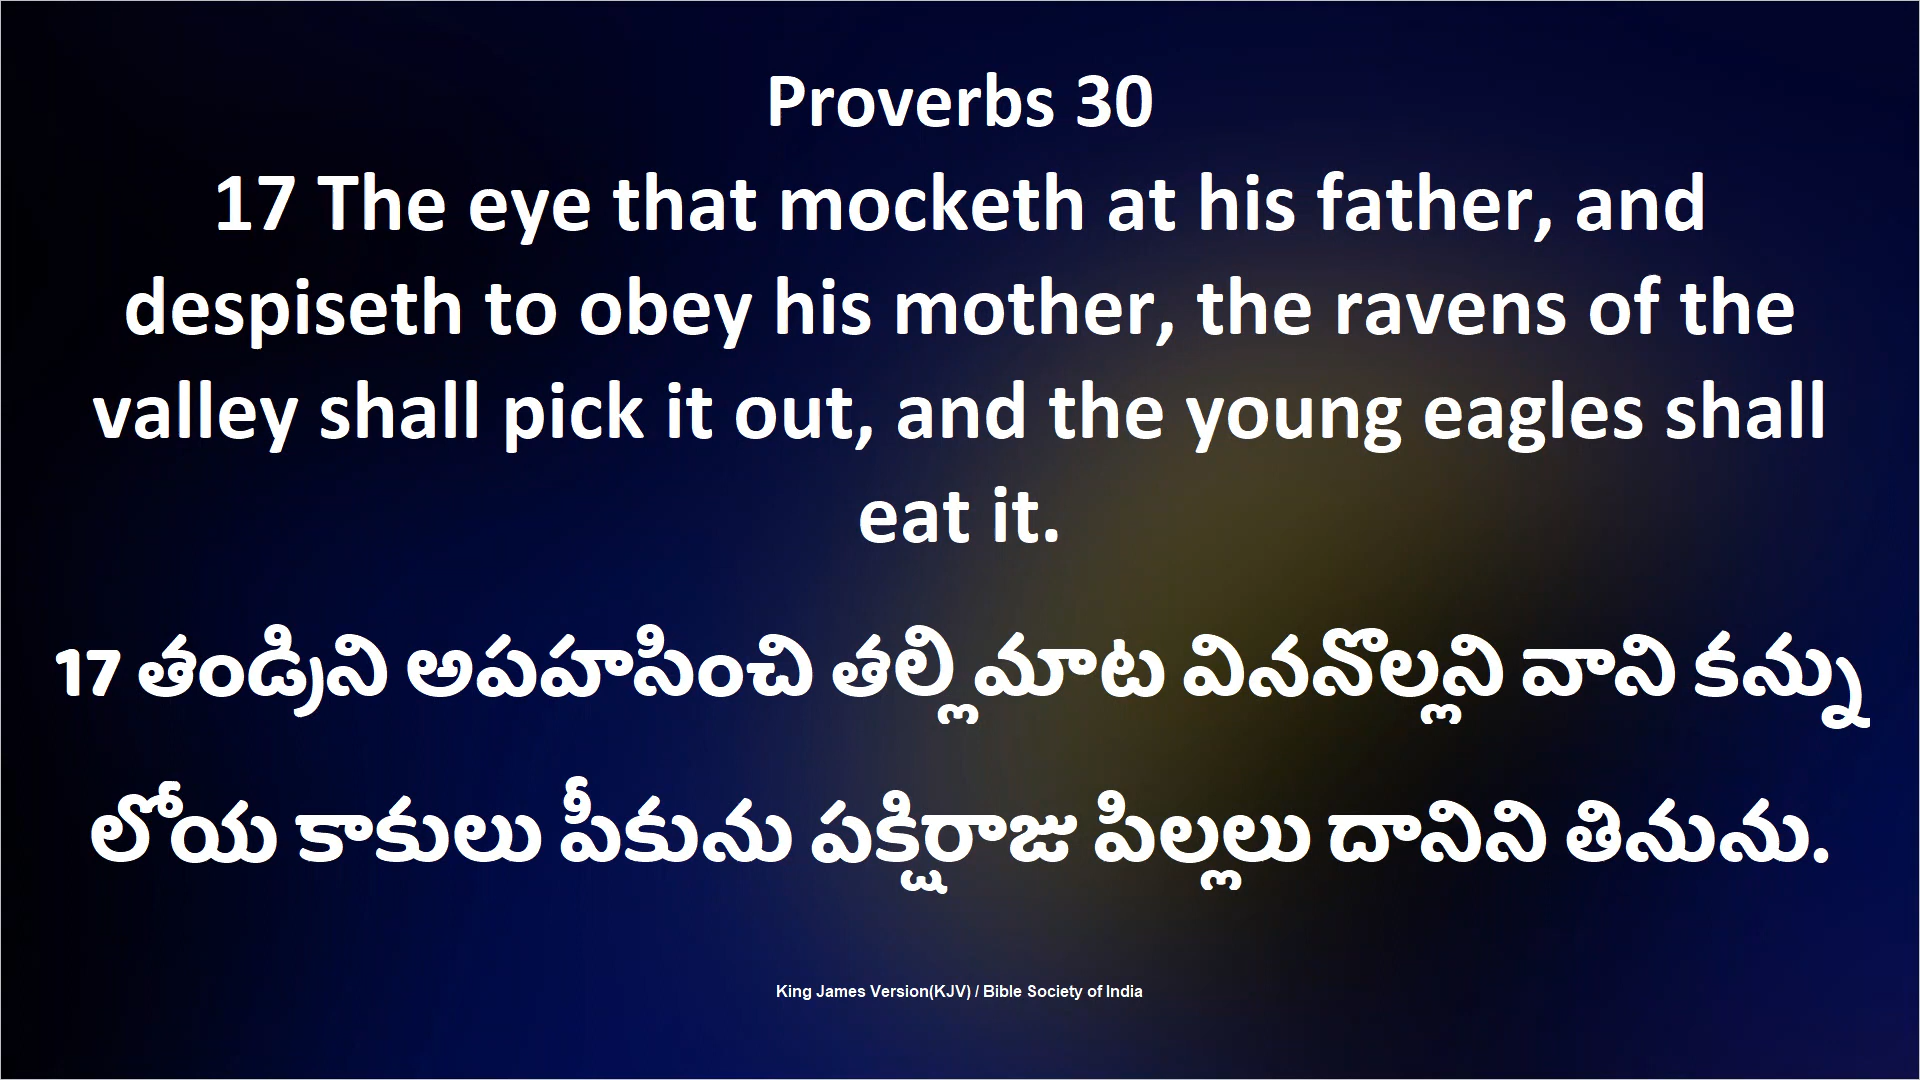 Proverbs 30
17 The eye that mocketh at his father, and
despiseth to obey his mother, the ravens of the
valley shall pick it out, and the young eagles shall
eat it.
17 తండ్రిని అపహసించి తల్లి మాట విననొల్లని వాని కన్ను
లోయ కాకులు పీకును పక్షిరాజు పిల్లలు దానిని తినును.
King James Version(KJV) / Bible Society of India